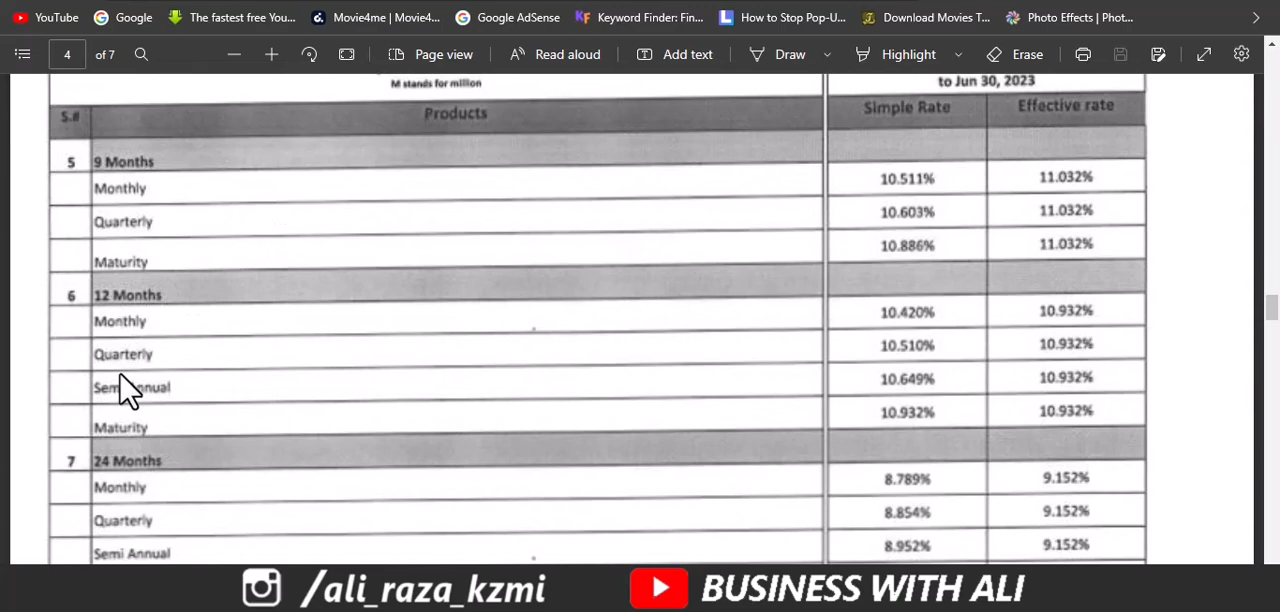 YouTube Google The fastest free You... Movie4me | Movie4... Google AdSense Keyword Finder: Fin... How to Stop Pop-U... Download Movies T... Photo Effects | Phot...
4 of 7 Page view Read aloud Add text Draw Highlight Erase
M stands for million to Jun 30, 2023
S.# Products Simple Rate Effective rate
5 9 Months
Monthly 10.511% 11.032%
Quarterly 10.603% 11.032%
Maturity 10.886% 11.032%
6 12 Months
Monthly 10.420% 10.932%
Quarterly 10.510% 10.932%
Semi Annual 10.649% 10.932%
Maturity 10.932% 10.932%
7 24 Months
Monthly 8.789% 9.152%
Quarterly 8.854% 9.152%
Semi Annual 8.952% 9.152%
/ali_raza_kzmi BUSINESS WITH ALI